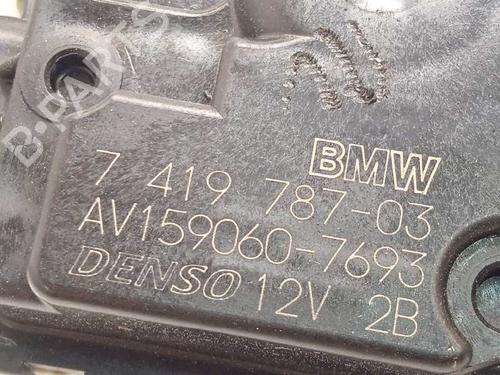 B-PARTS
BMW
7 419 787-03
AV159060-7693
DENSO 12V 2B